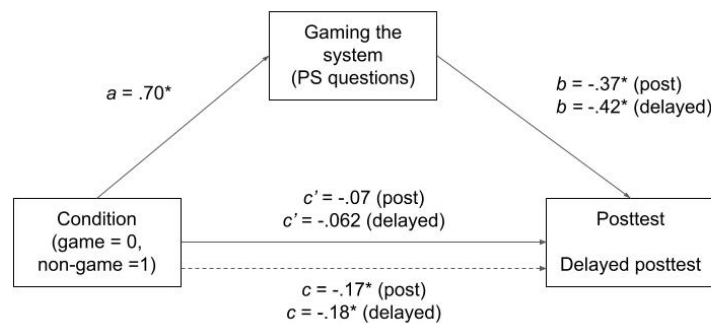 Gaming the
system
(PS questions)
a = .70*
b = -.37* (post)
b = -.42* (delayed)
Condition
(game = 0,
non-game =1)
c' = -.07 (post)
c' = -.062 (delayed)
Posttest
Delayed posttest
c = -.17* (post)
c = -.18* (delayed)